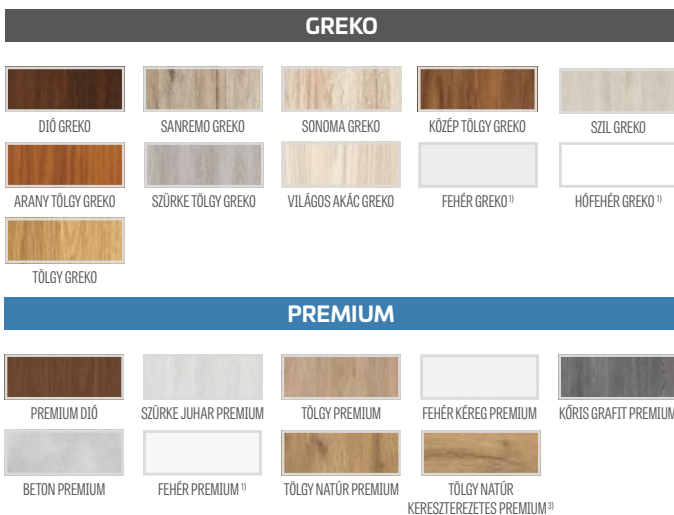 GREKO
DIÓ GREKO
SANREMO GREKO
SONOMA GREKO
KÖZÉP TÖLGY GREKO
SZIL GREKO
ARANY TÖLGY GREKO
SZÜRKE TÖLGY GREKO
VILÁGOS AKÁC GREKO
FEHÉR GREKO 1)
HÓFEHÉR GREKO 1)
TÖLGY GREKO
PREMIUM
PREMIUM DIÓ
SZÜRKE JUHAR PREMIUM
TÖLGY PREMIUM
FEHÉR KÉREG PREMIUM
KŐRIS GRAFIT PREMIUM
BETON PREMIUM
FEHÉR PREMIUM 1)
TÖLGY NATÚR PREMIUM
TÖLGY NATÚR
KERESZTEREZETES PREMIUM 3)